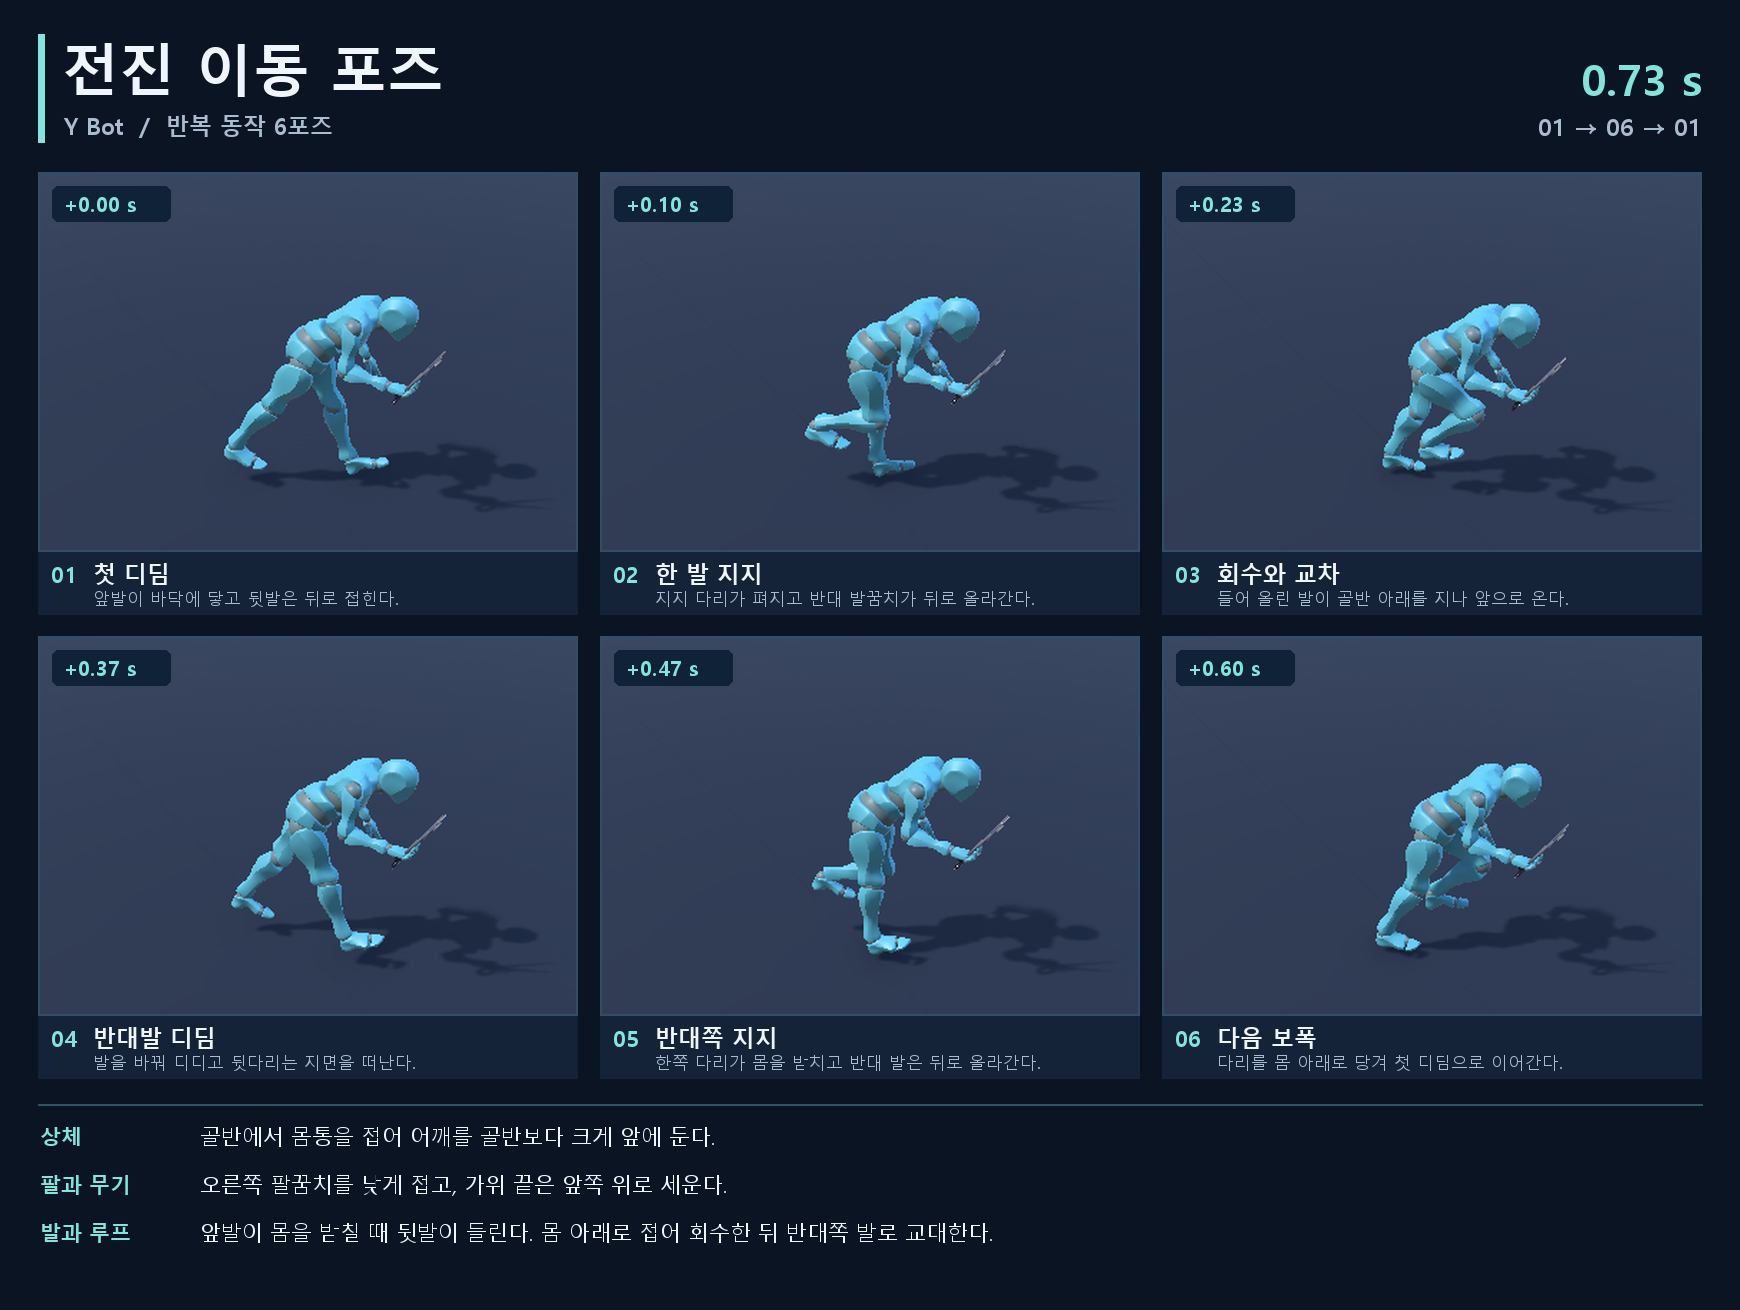 전진 이동 포즈
Y Bot / 반복 동작 6포즈
0.73 s
01 → 06 → 01
+0.00 s
+0.10 s
+0.23 s
01 첫 디딤
앞발이 바닥에 닿고 뒷발은 뒤로 접힌다.
02 한 발 지지
지지 다리가 펴지고 반대 발꿈치가 뒤로 올라간다.
03 회수와 교차
들어 올린 발이 골반 아래를 지나 앞으로 온다.
+0.37 s
+0.47 s
+0.60 s
04 반대발 디딤
발을 바꿔 디디고 뒷다리는 지면을 떠난다.
05 반대쪽 지지
한쪽 다리가 몸을 받치고 반대 발은 뒤로 올라간다.
06 다음 보폭
다리를 몸 아래로 당겨 첫 디딤으로 이어간다.
상체 골반에서 몸통을 접어 어깨를 골반보다 크게 앞에 둔다.
팔과 무기 오른쪽 팔꿈치를 낮게 접고, 가위 끝은 앞쪽 위로 세운다.
발과 루프 앞발이 몸을 받칠 때 뒷발이 들린다. 몸 아래로 접어 회수한 뒤 반대쪽 발로 교대한다.